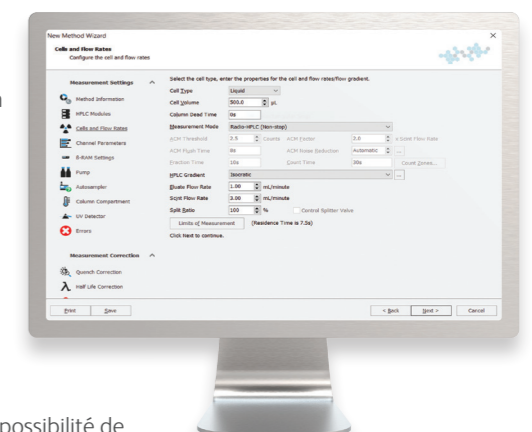 New Method Wizard
Cells and Flow Rates
Configure the cell and flow rates
Measurement Settings
Method Information
HPLC Modules
Cells and Flow Rates
Channel Parameters
B-RAM Settings
Pump
Autosampler
Column Compartment
UV Detector
Errors
Measurement Correction
Quench Correction
Half Life Correction
Select the cell type, enter the properties for the cell and flow rates/flow gradient.
Cell Type Liquid
Cell Volume 500.0 µL
Column Dead Time 0s
Measurement Mode Radio-HPLC (Non-stop)
ACM Threshold 2.5 Counts ACM Factor 2.0 x Scint Flow Rate
ACM Flush Time 0s ACM Noise Reduction Automatic ...
Fraction Time 10s Count Time 30s Count Zones...
HPLC Gradient Isocratic ...
Eluate Flow Rate 1.00 mL/minute
Scint Flow Rate 3.00 mL/minute
Split Ratio 100 % Control Splitter Valve
Limits of Measurement (Residence Time is 7.5s)
Click Next to continue.
Print Save < Back Next > Cancel
possibilité de